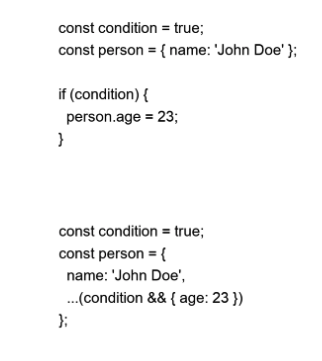 const condition = true;
const person = { name: 'John Doe' };
if (condition) {
person.age = 23;
}
const condition = true;
const person = {
name: 'John Doe',
...(condition && { age: 23 })
};